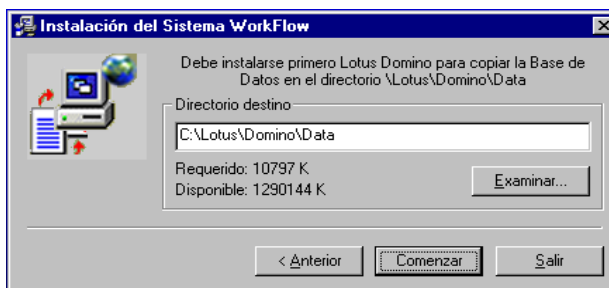 Instalación del Sistema WorkFlow
Debe instalarse primero Lotus Domino para copiar la Base de
Datos en el directorio \Lotus\Domino\Data
Directorio destino
C:\Lotus\Domino\Data
Requerido: 10797 K
Disponible: 1290144 K
Examinar...
< Anterior
Comenzar
Salir